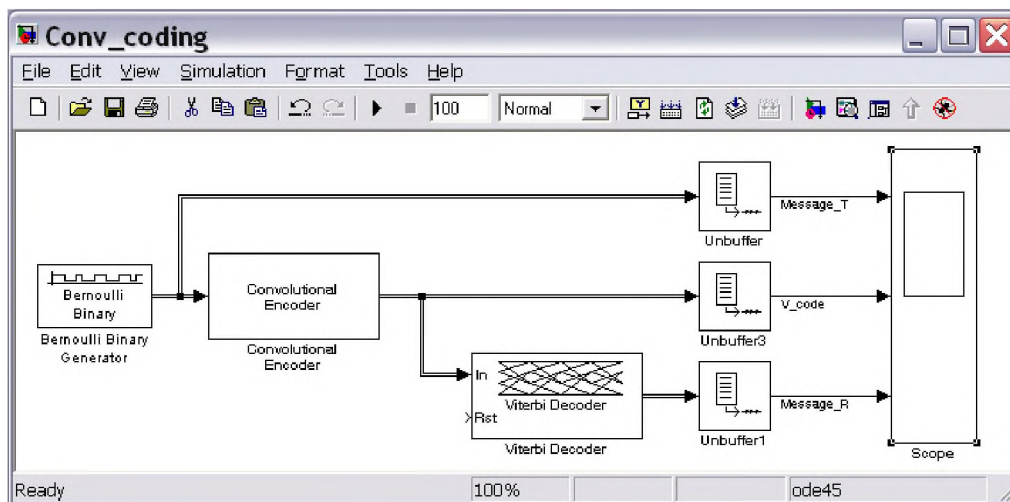 Conv_coding
File Edit View Simulation Format Tools Help
100 Normal
Message_T
Unbuffer
Bernoulli
Binary
Bernoulli Binary
Generator
Convolutional
Encoder
Convolutional
Encoder
V_code
Unbuffer3
In
Rst
Viterbi Decoder
Viterbi Decoder
Message_R
Unbuffer1
Scope
Ready 100% ode45